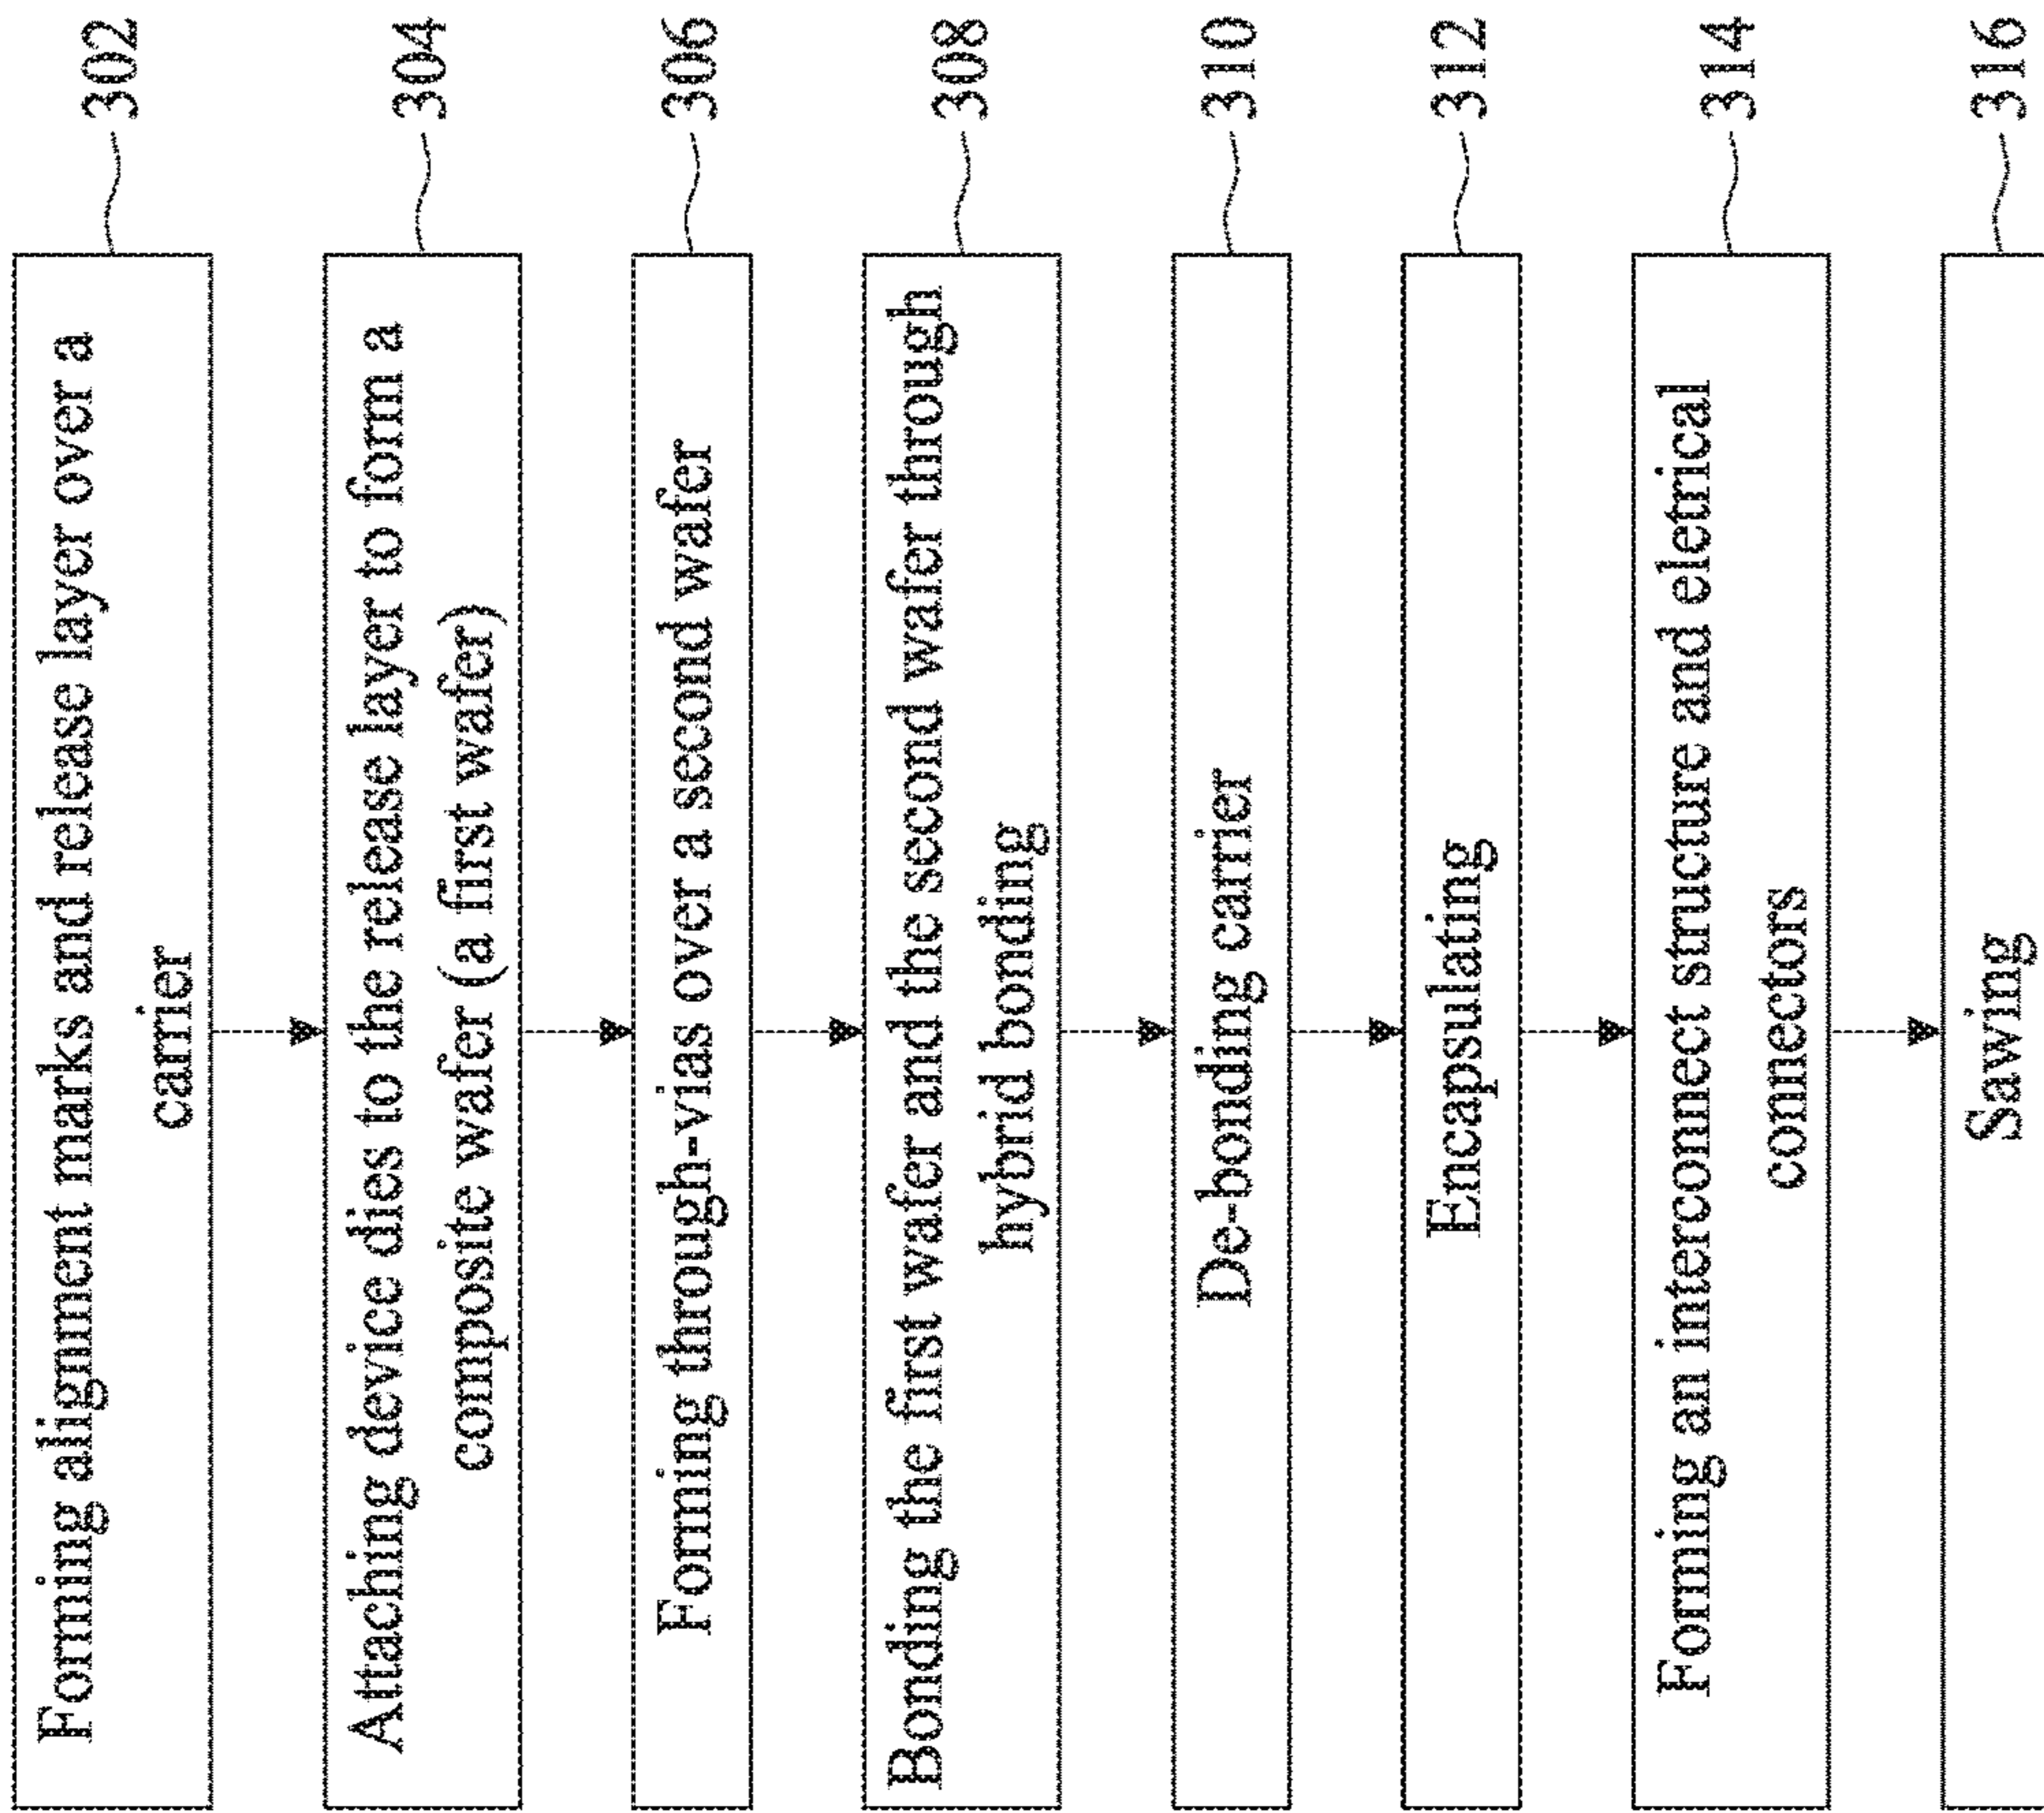 Forming alignment marks and release layer over a
carrier
302
Attaching device dies to the release layer to form a
composite wafer (a first wafer)
304
Forming through-vias over a second wafer
306
Bonding the first wafer and the second wafer through
hybrid bonding
308
De-bonding carrier
310
Encapsulating
312
Forming an interconnect structure and eletrical
connectors
314
Sawing
316